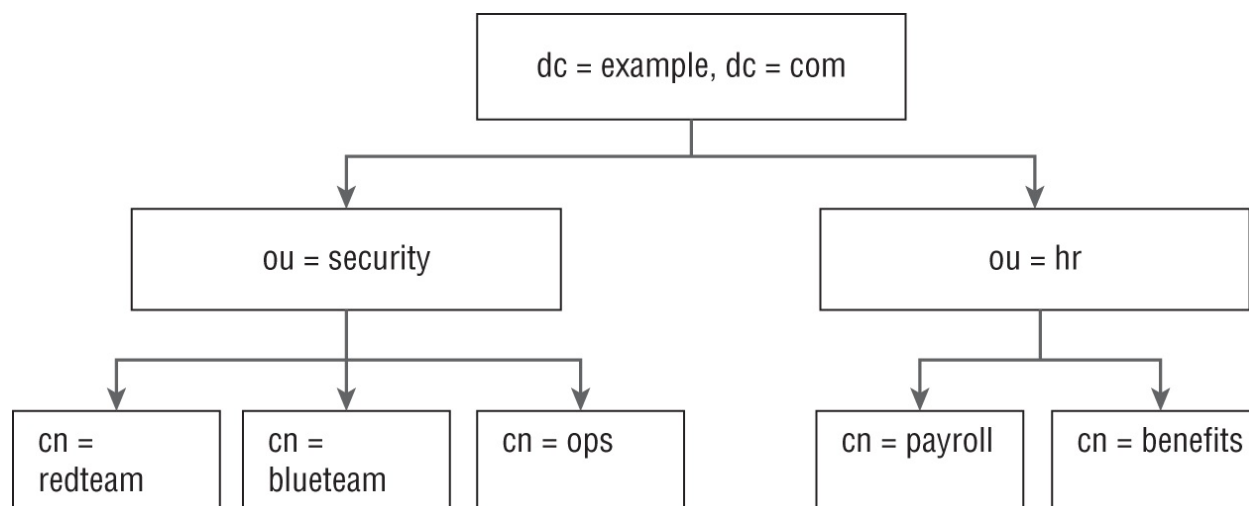 dc = example, dc = com
ou = security
ou = hr
cn =
redteam
cn =
blueteam
cn = ops
cn = payroll
cn = benefits